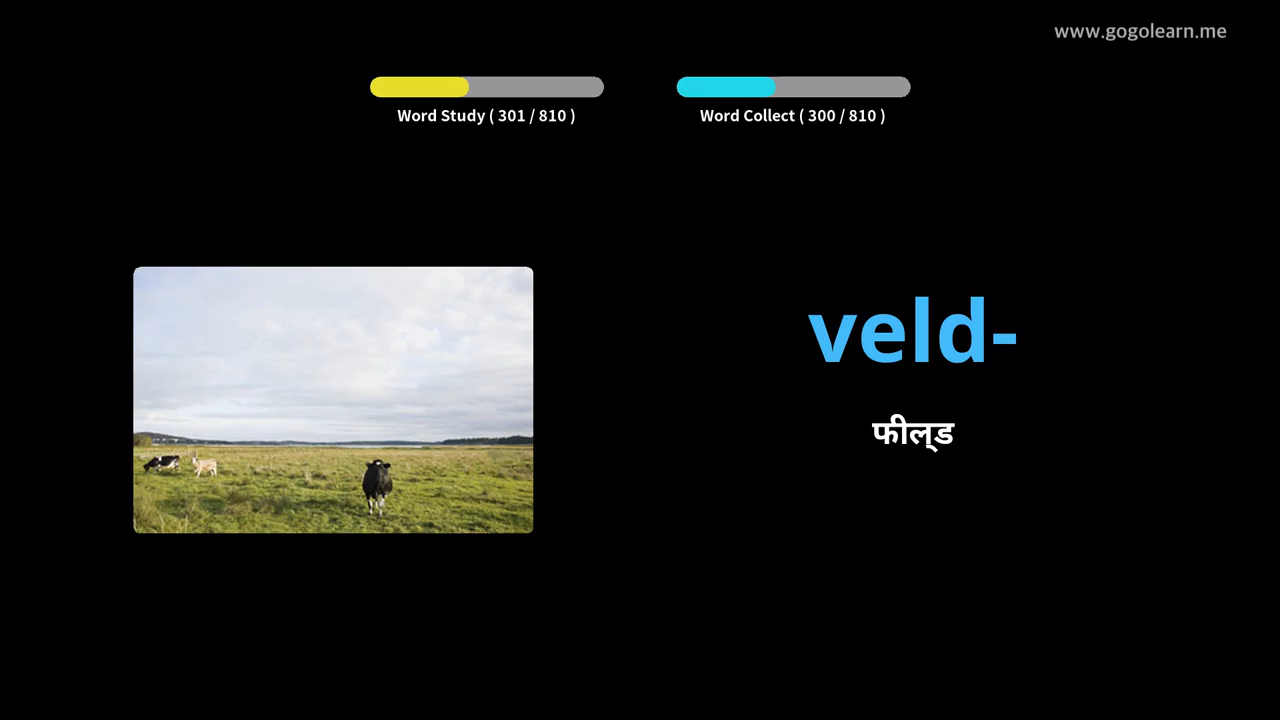 www.gogolearn.me
Word Study ( 301 / 810 )
Word Collect ( 300 / 810 )
veld-
फील्‌ड